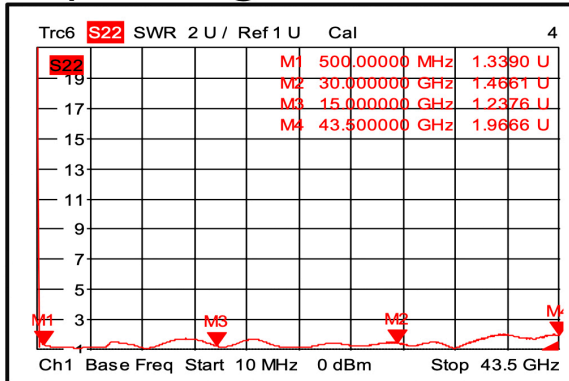 Trc6 S22 SWR 2 U / Ref 1 U Cal 4
S22
M1 500.00000 MHz 1.3390 U
M2 30.000000 GHz 1.4661 U
M3 15.000000 GHz 1.2376 U
M4 43.500000 GHz 1.9666 U
19
17
15
13
11
9
7
5
3
M1
M3
M2
M4
1
Ch1 Base Freq Start 10 MHz 0 dBm Stop 43.5 GHz